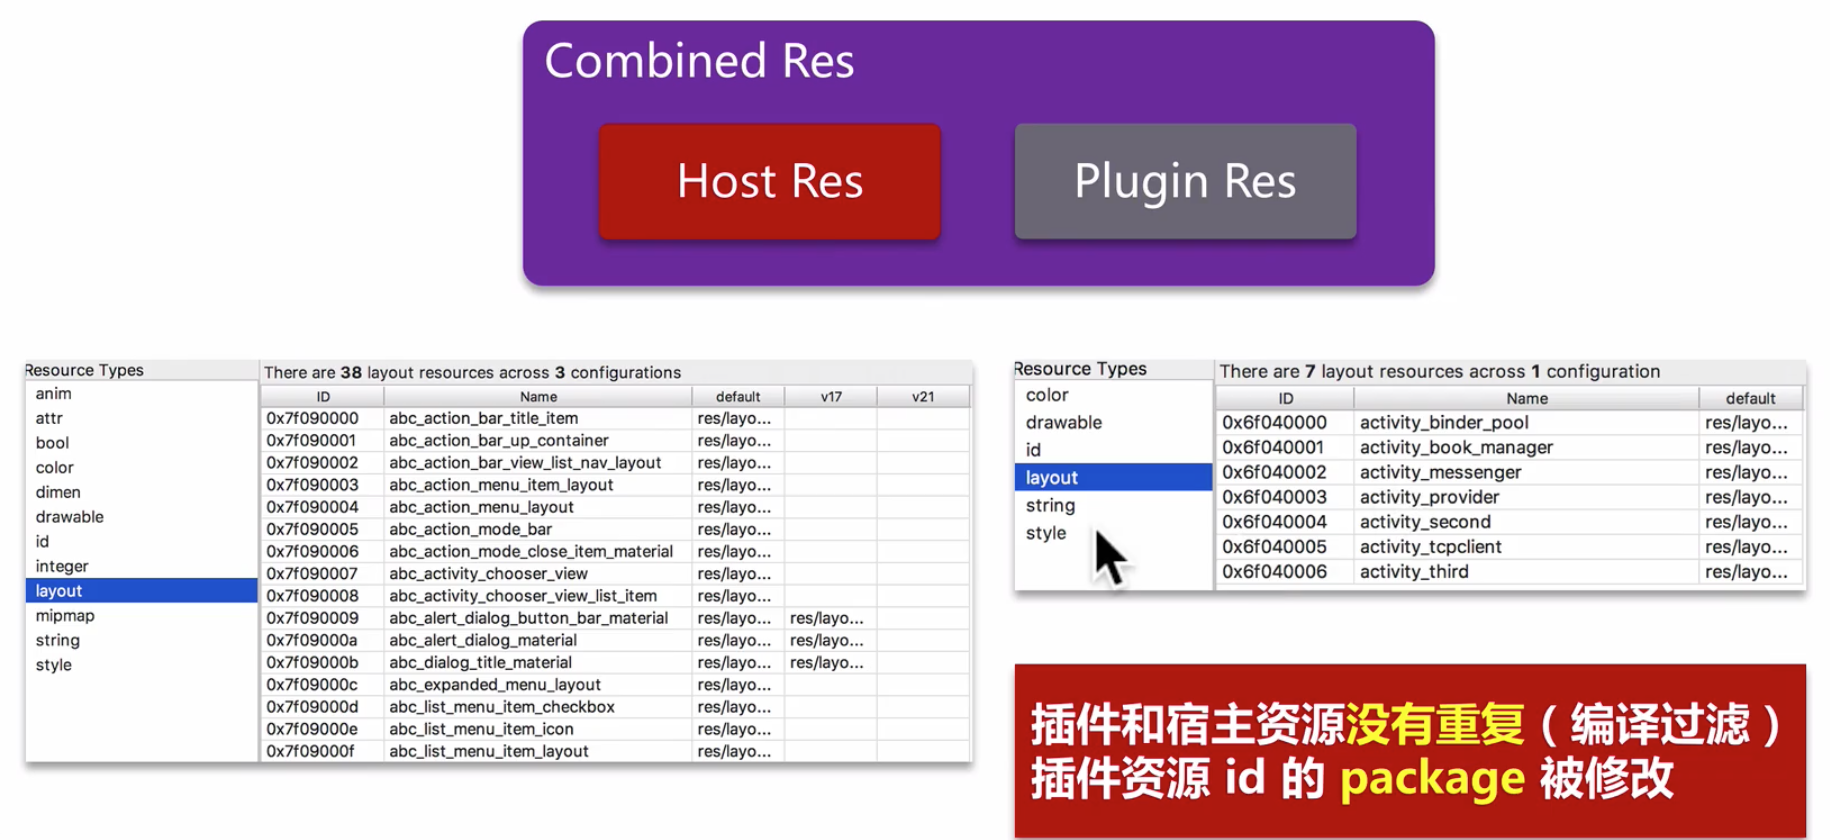 Combined Res
Host Res
Plugin Res
Resource Types
anim
attr
bool
color
dimen
drawable
id
integer
layout
mipmap
string
style
There are 38 layout resources across 3 configurations
ID Name default v17 v21
0x7f090000 abc_action_bar_title_item res/layo...
0x7f090001 abc_action_bar_up_container res/layo...
0x7f090002 abc_action_bar_view_list_nav_layout res/layo...
0x7f090003 abc_action_menu_item_layout res/layo...
0x7f090004 abc_action_menu_layout res/layo...
0x7f090005 abc_action_mode_bar res/layo...
0x7f090006 abc_action_mode_close_item_material res/layo...
0x7f090007 abc_activity_chooser_view res/layo...
0x7f090008 abc_activity_chooser_view_list_item res/layo...
0x7f090009 abc_alert_dialog_button_bar_material res/layo... res/layo...
0x7f09000a abc_alert_dialog_material res/layo... res/layo...
0x7f09000b abc_dialog_title_material res/layo... res/layo...
0x7f09000c abc_expanded_menu_layout res/layo...
0x7f09000d abc_list_menu_item_checkbox res/layo...
0x7f09000e abc_list_menu_item_icon res/layo...
0x7f09000f abc_list_menu_item_layout res/layo...
Resource Types
color
drawable
id
layout
string
style
There are 7 layout resources across 1 configuration
ID Name default
0x6f040000 activity_binder_pool res/layo...
0x6f040001 activity_book_manager res/layo...
0x6f040002 activity_messenger res/layo...
0x6f040003 activity_provider res/layo...
0x6f040004 activity_second res/layo...
0x6f040005 activity_tcpclient res/layo...
0x6f040006 activity_third res/layo...
插件和宿主资源没有重复（编译过滤）
插件资源 id 的 package 被修改